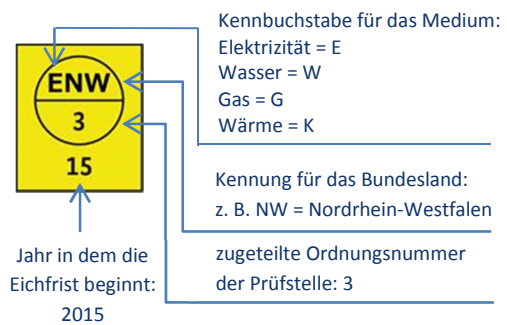 Kennbuchstabe für das Medium:
Elektrizität = E
Wasser = W
Gas = G
Wärme = K
ENW
3
15
Kennung für das Bundesland:
z. B. NW = Nordrhein-Westfalen
Jahr in dem die
Eichfrist beginnt:
2015
zugeteilte Ordnungsnummer
der Prüfstelle: 3